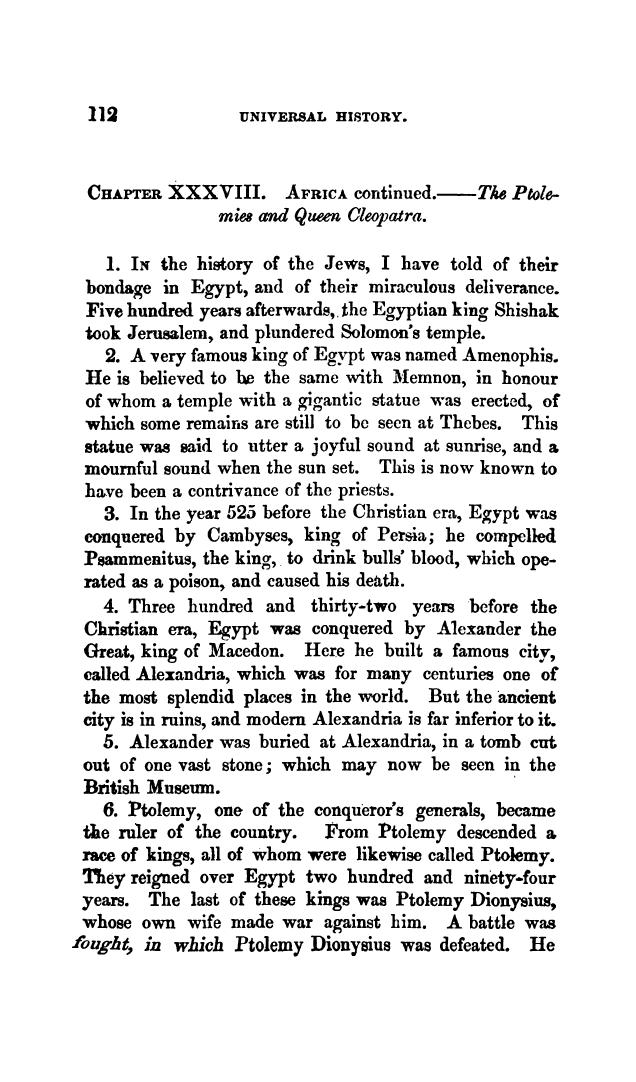 112 UNIVERSAL HISTORY.
CHAPTER XXXVIII. AFRICA continued.——The Ptole-
mies and Queen Cleopatra.
1. IN the history of the Jews, I have told of their
bondage in Egypt, and of their miraculous deliverance.
Five hundred years afterwards, the Egyptian king Shishak
took Jerusalem, and plundered Solomon's temple.
2. A very famous king of Egypt was named Amenophis.
He is believed to be the same with Memnon, in honour
of whom a temple with a gigantic statue was erected, of
which some remains are still to be seen at Thebes. This
statue was said to utter a joyful sound at sunrise, and a
mournful sound when the sun set. This is now known to
have been a contrivance of the priests.
3. In the year 525 before the Christian era, Egypt was
conquered by Cambyses, king of Persia; he compelled
Psammenitus, the king, to drink bulls' blood, which ope-
rated as a poison, and caused his death.
4. Three hundred and thirty-two years before the
Christian era, Egypt was conquered by Alexander the
Great, king of Macedon. Here he built a famous city,
called Alexandria, which was for many centuries one of
the most splendid places in the world. But the ancient
city is in ruins, and modern Alexandria is far inferior to it.
5. Alexander was buried at Alexandria, in a tomb cut
out of one vast stone; which may now be seen in the
British Museum.
6. Ptolemy, one of the conqueror's generals, became
the ruler of the country. From Ptolemy descended a
race of kings, all of whom were likewise called Ptolemy.
They reigned over Egypt two hundred and ninety-four
years. The last of these kings was Ptolemy Dionysius,
whose own wife made war against him. A battle was
fought, in which Ptolemy Dionysius was defeated. He